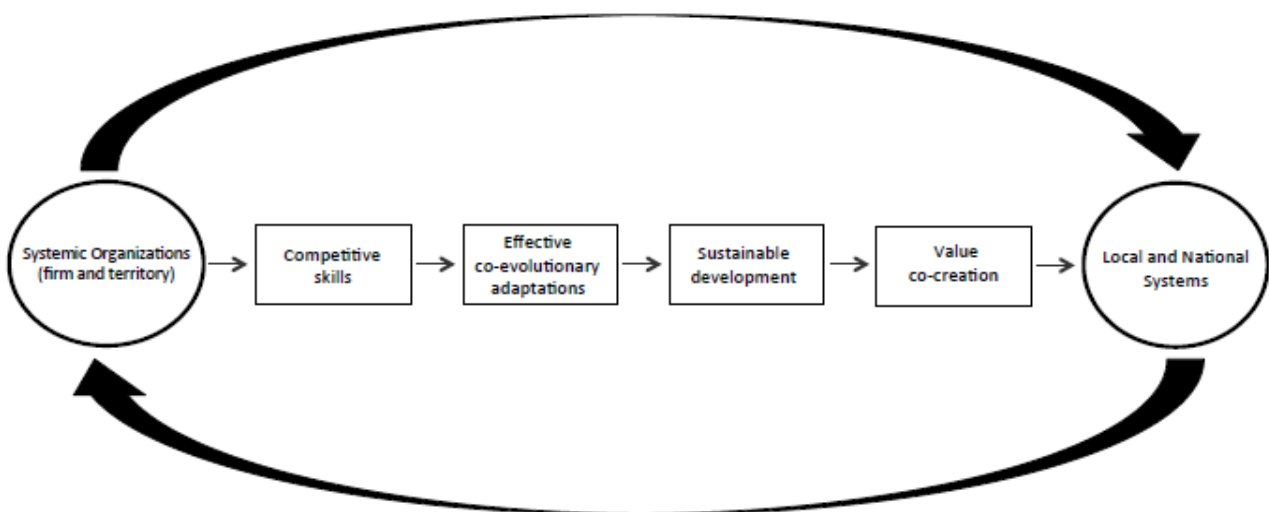 Systemic Organizations
(firm and territory)
Competitive
skills
Effective
co-evolutionary
adaptations
Sustainable
development
Value
co-creation
Local and National
Systems